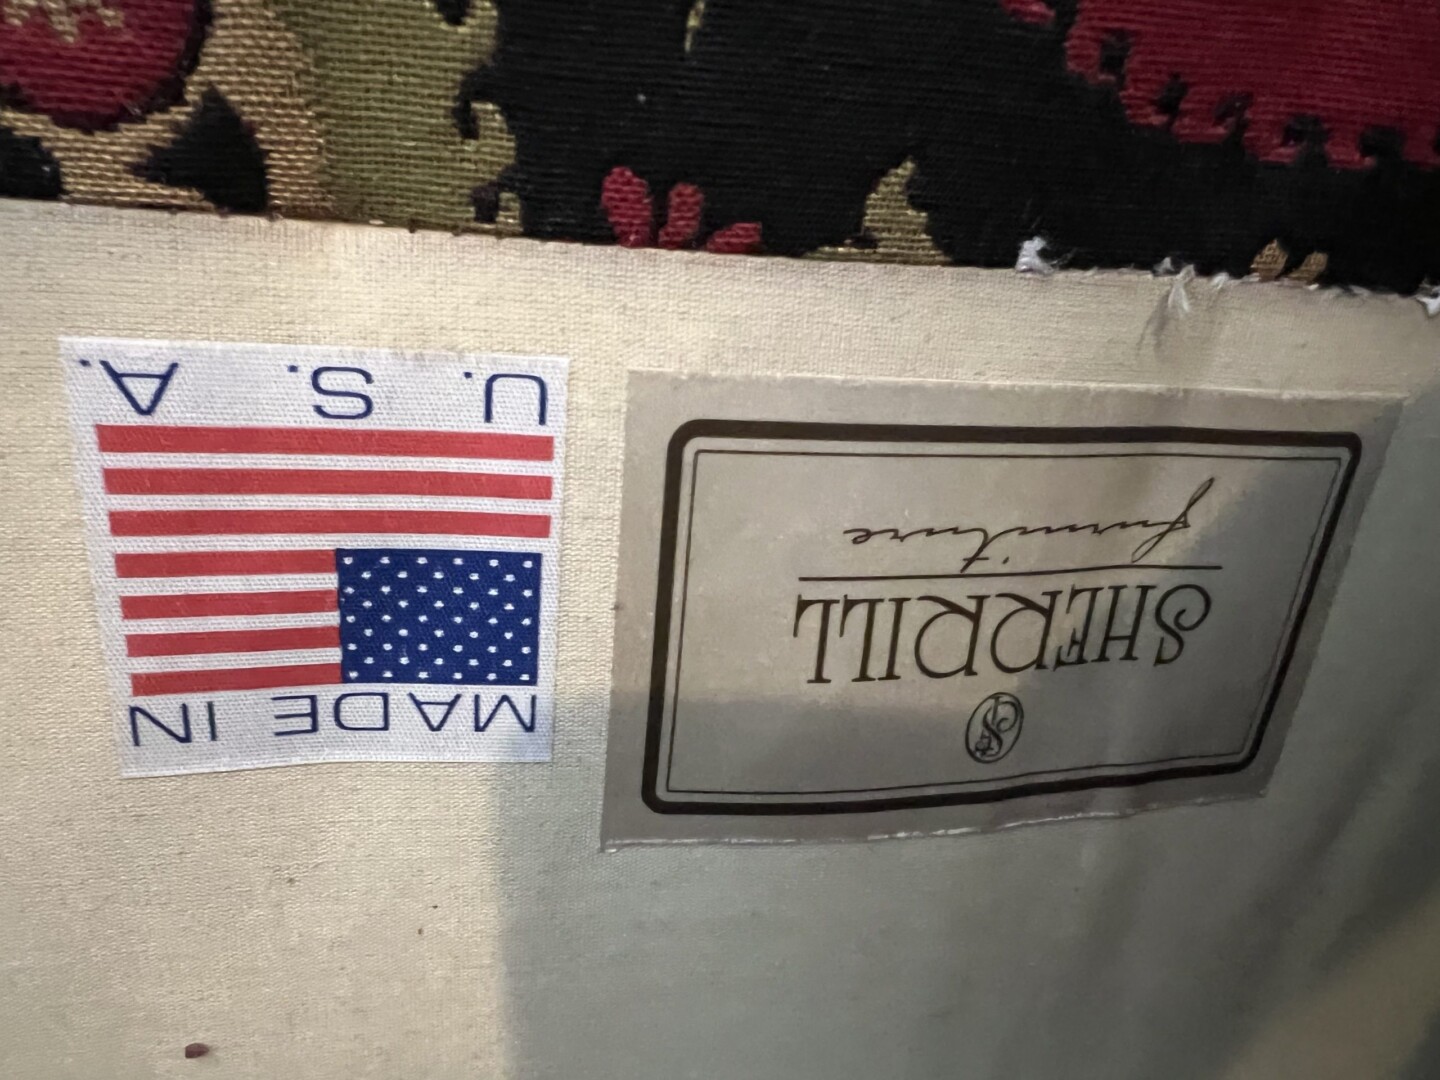 MADE IN
U. S. A.
SHERRILL
furniture